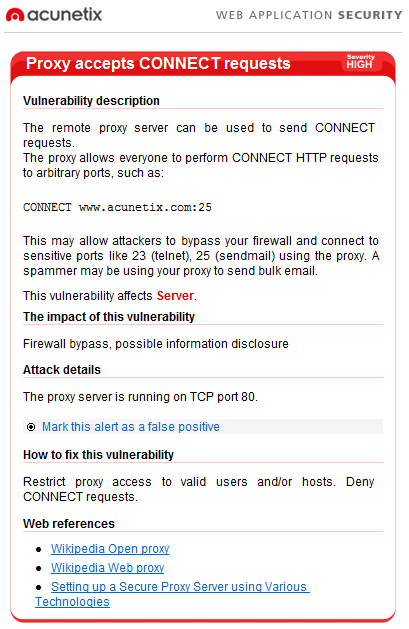 acunetix
WEB APPLICATION SECURITY
Proxy accepts CONNECT requests
Severity
HIGH
Vulnerability description
The remote proxy server can be used to send CONNECT
requests.
The proxy allows everyone to perform CONNECT HTTP requests
to arbitrary ports, such as:
CONNECT www.acunetix.com:25
This may allow attackers to bypass your firewall and connect to
sensitive ports like 23 (telnet), 25 (sendmail) using the proxy. A
spammer may be using your proxy to send bulk email.
This vulnerability affects Server.
The impact of this vulnerability
Firewall bypass, possible information disclosure
Attack details
The proxy server is running on TCP port 80.
Mark this alert as a false positive
How to fix this vulnerability
Restrict proxy access to valid users and/or hosts. Deny
CONNECT requests.
Web references
Wikipedia Open proxy
Wikipedia Web proxy
Setting up a Secure Proxy Server using Various
Technologies